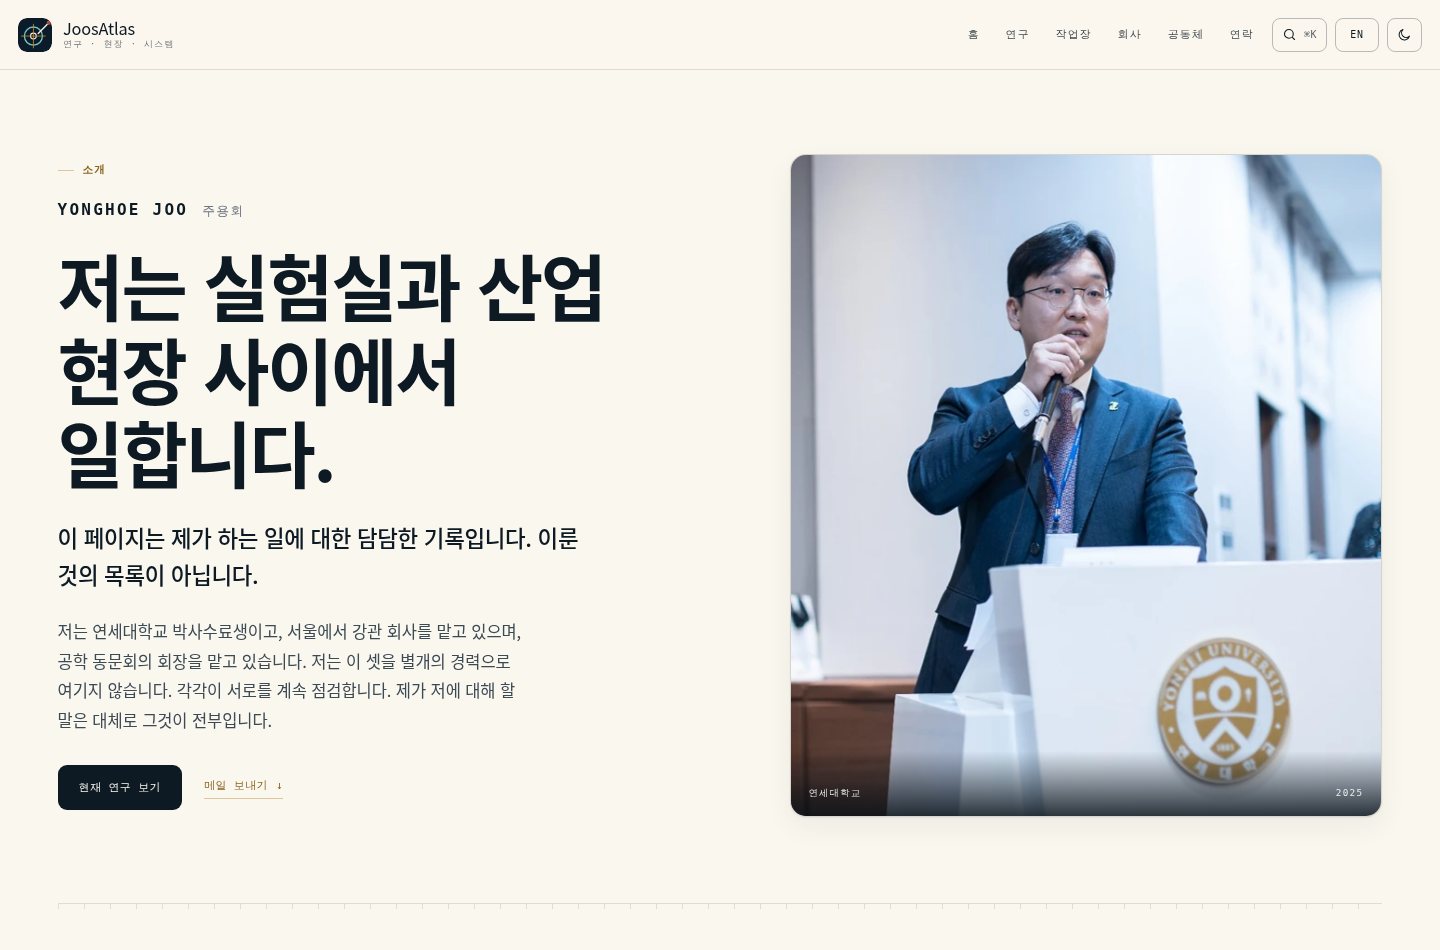 JoosAtlas
연구 · 현장 · 시스템
홈 연구 작업장 회사 공동체 연락 ⌘K EN
소개
YONGHOE JOO 주용회
저는 실험실과 산업
현장 사이에서
일합니다.
이 페이지는 제가 하는 일에 대한 담담한 기록입니다. 이룬
것의 목록이 아닙니다.
저는 연세대학교 박사수료생이고, 서울에서 강관 회사를 맡고 있으며,
공학 동문회의 회장을 맡고 있습니다. 저는 이 셋을 별개의 경력으로
여기지 않습니다. 각각이 서로를 계속 점검합니다. 제가 저에 대해 할
말은 대체로 그것이 전부입니다.
현재 연구 보기 메일 보내기 ↓
YONSEI UNIVERSITY
1885
연세대학교
연세대학교 2025